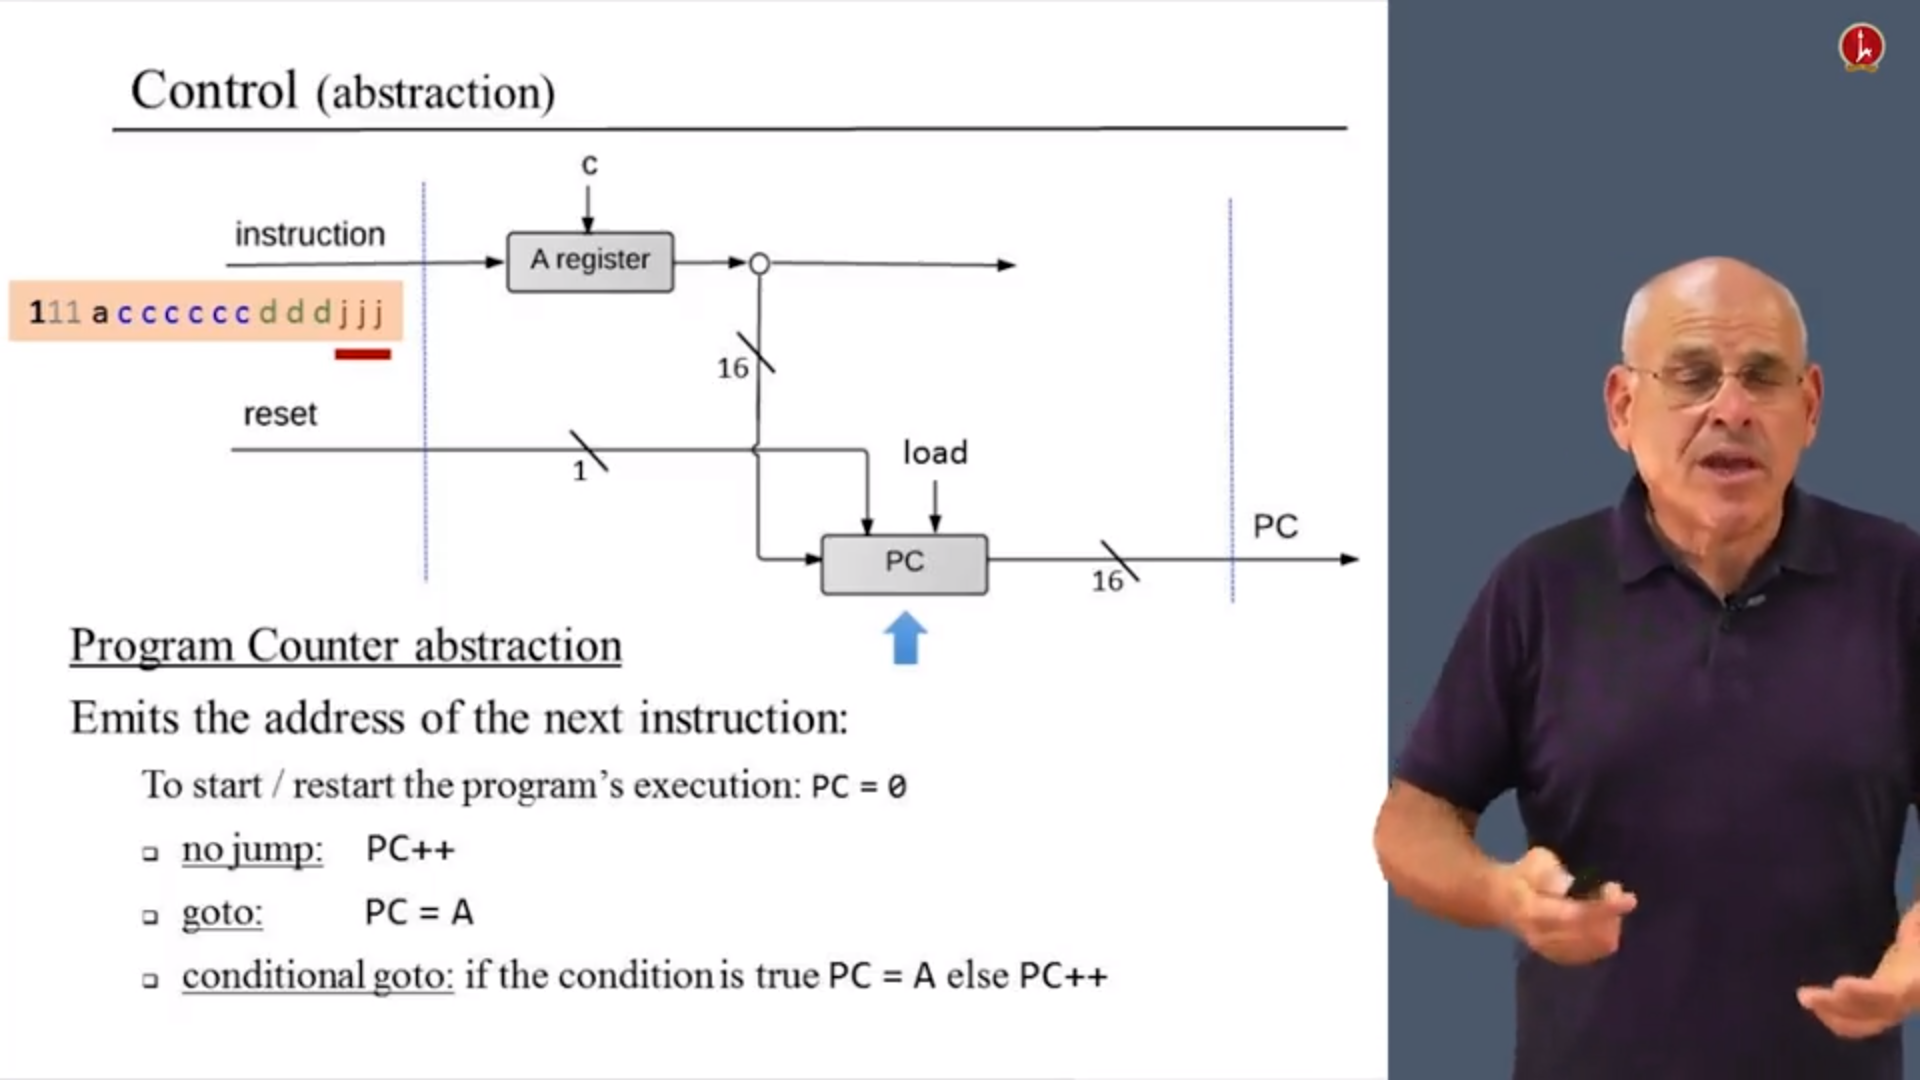 Control (abstraction)
c
instruction
A register
111 a c c c c c c d d d j j j
16
reset
1
load
PC
PC
16
Program Counter abstraction
Emits the address of the next instruction:
To start / restart the program's execution: PC = 0
no jump: PC++
goto: PC = A
conditional goto: if the condition is true PC = A else PC++